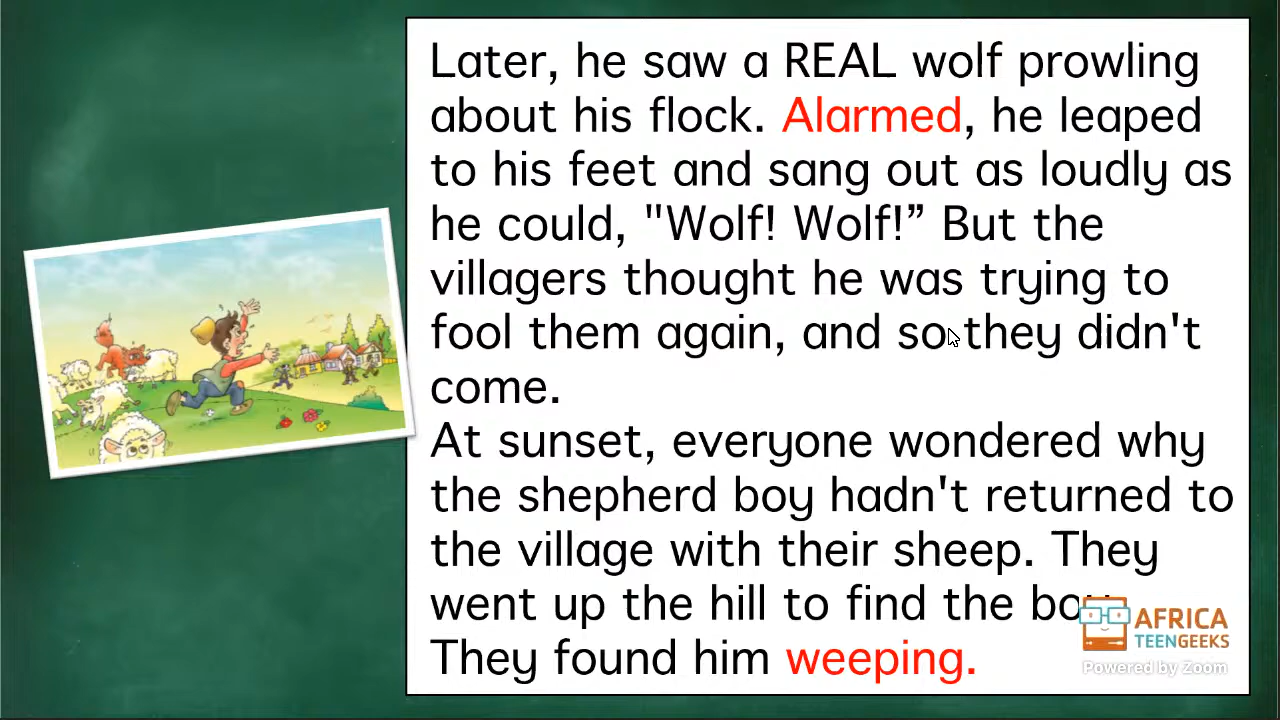 Later, he saw a REAL wolf prowling
about his flock. Alarmed, he leaped
to his feet and sang out as loudly as
he could, "Wolf! Wolf!” But the
villagers thought he was trying to
fool them again, and so they didn't
come.
At sunset, everyone wondered why
the shepherd boy hadn't returned to
the village with their sheep. They
went up the hill to find the boy.
They found him weeping.
AFRICA
TEENGEEKS
Powered by Zoom